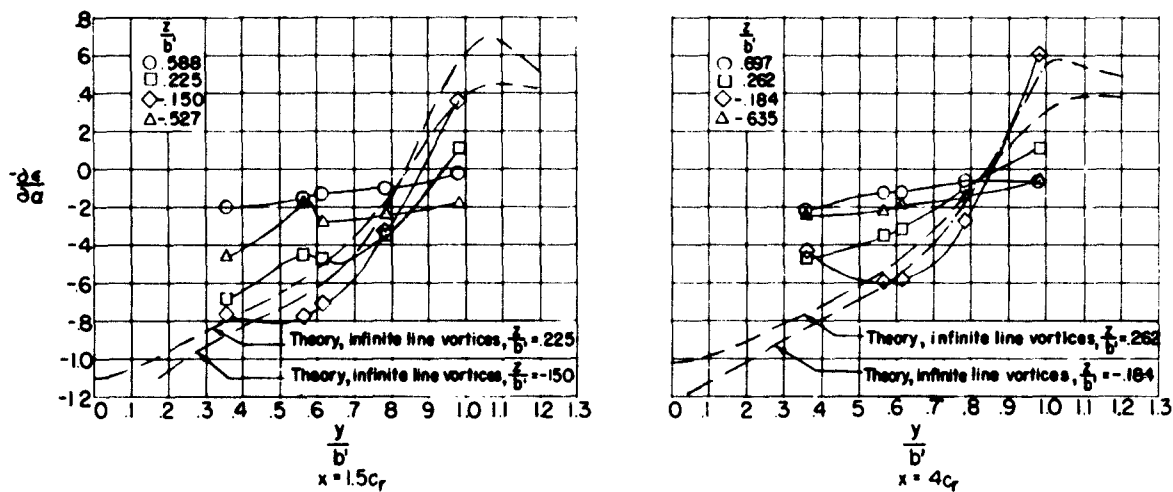 z/b'
.588
.225
-.150
-.527
.8
.6
.4
.2
0
-.2
-.4
-.6
-.8
-1.0
-1.2
-∂ϵ/∂α
Theory, infinite line vortices, z/b' = .225
Theory, infinite line vortices, z/b' = -.150
0 .1 .2 .3 .4 .5 .6 .7 .8 .9 1.0 1.1 1.2 1.3
y/b'
x = 1.5cr
z/b'
.697
.262
-.184
-.635
Theory, infinite line vortices, z/b' = .262
Theory, infinite line vortices, z/b' = -.184
0 .1 .2 .3 .4 .5 .6 .7 .8 .9 1.0 1.1 1.2 1.3
y/b'
x = 4cr